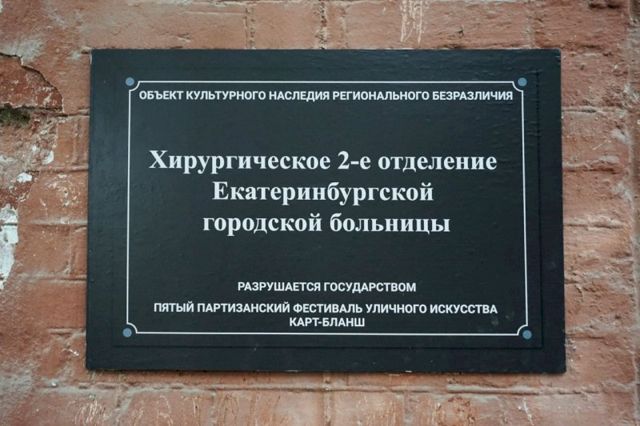 ОБЪЕКТ КУЛЬТУРНОГО НАСЛЕДИЯ РЕГИОНАЛЬНОГО БЕЗРАЗЛИЧИЯ
Хирургическое 2-е отделение
Екатеринбургской
городской больницы
РАЗРУШАЕТСЯ ГОСУДАРСТВОМ
ПЯТЫЙ ПАРТИЗАНСКИЙ ФЕСТИВАЛЬ УЛИЧНОГО ИСКУССТВА
КАРТ-БЛАНШ